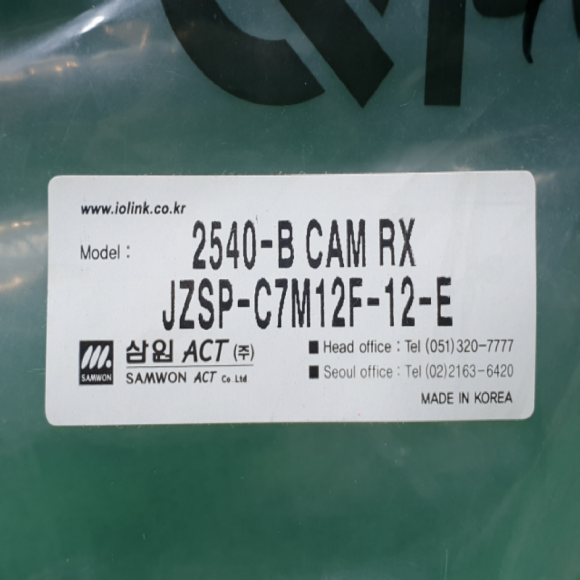 www.iolink.co.kr
Model : 2540-B CAM RX
JZSP-C7M12F-12-E
SAMWON
삼원 ACT (주)
SAMWON ACT Co.Ltd
■ Head office : Tel (051)320-7777
■ Seoul office : Tel (02)2163-6420
MADE IN KOREA